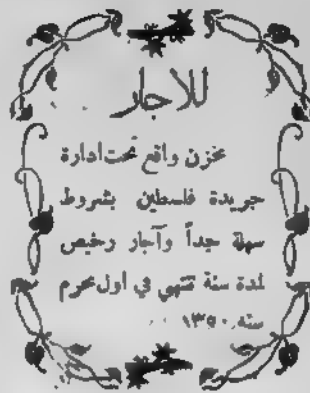 للاجار
مخزن واقع تحت ادارة
جريدة فلسطين بشروط
سهلة جداً وآجار رخيص
لمدة سنة تنتهي في اول محرم
سنة ١٣٥٠